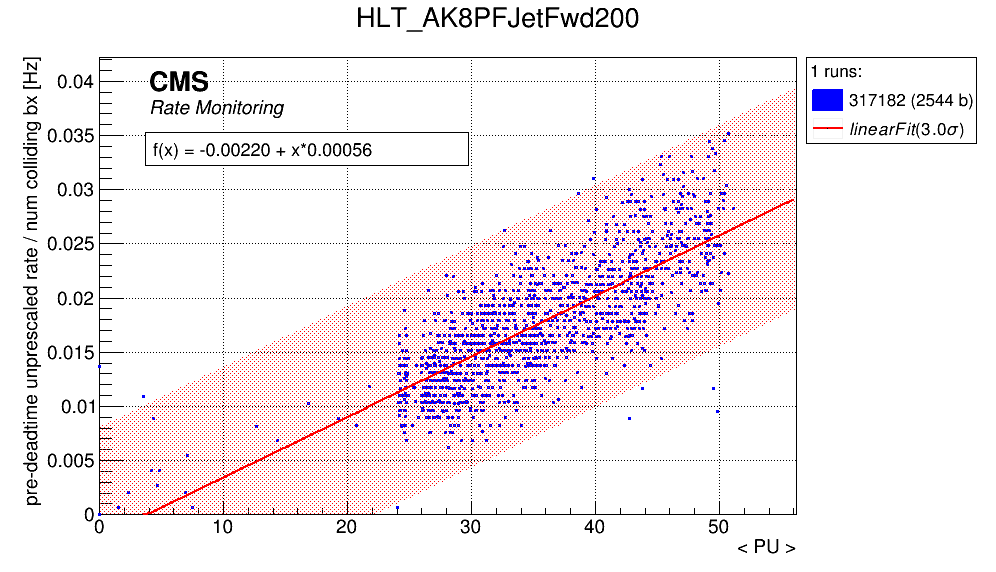 HLT_AK8PFJetFwd200
pre-deadtime unprescaled rate / num colliding bx [Hz]
0.04
0.035
0.03
0.025
0.02
0.015
0.01
0.005
0
CMS
Rate Monitoring
f(x) = -0.00220 + x*0.00056
1 runs:
317182 (2544 b)
linearFit(3.0σ)
0 10 20 30 40 50
< PU >